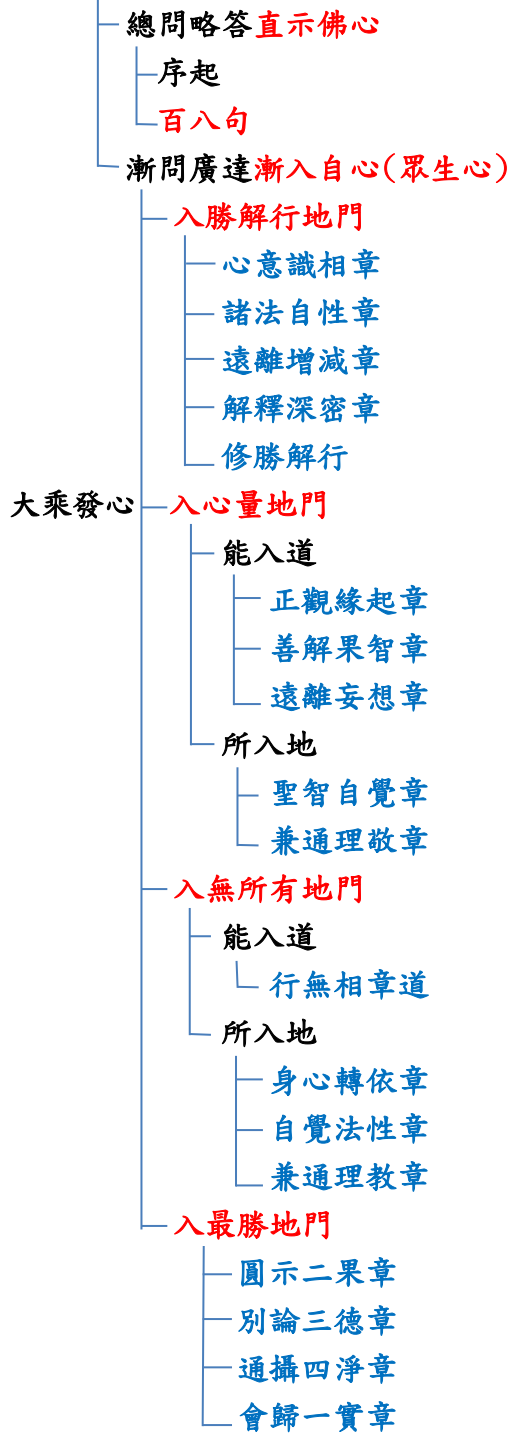 總問略答直示佛心
序起
百八句
漸問廣達漸入自心(眾生心)
入勝解行地門
心意識相章
諸法自性章
遠離增減章
解釋深密章
修勝解行
大乘發心
入心量地門
能入道
正觀緣起章
善解果智章
遠離妄想章
所入地
聖智自覺章
兼通理敬章
入無所有地門
能入道
行無相章道
所入地
身心轉依章
自覺法性章
兼通理教章
入最勝地門
圓示二果章
別論三德章
通攝四淨章
會歸一實章